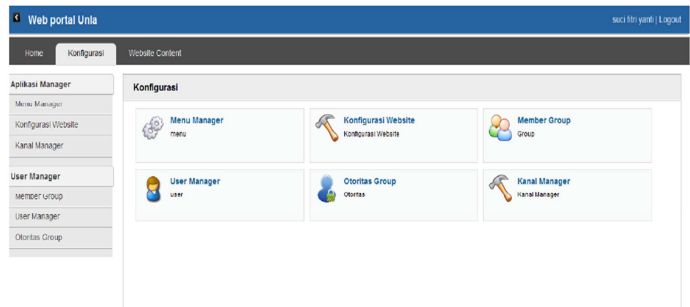 Web portal Unla
suci fitri yanti | Logout
Home
Konfigurasi
Website Content
Aplikasi Manager
Menu Manager
Konfigurasi Website
Kanal Manager
User Manager
Member Group
User Manager
Otoritas Group
Konfigurasi
Menu Manager
menu
Konfigurasi Website
Konfigurasi Website
Member Group
Group
User Manager
user
Otoritas Group
Otoritas
Kanal Manager
Kanal Manager